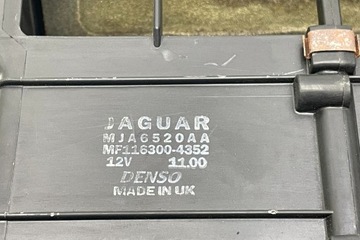 JAGUAR
MJA6520AA
MF116300-4352
12V 11.00
DENSO
MADE IN UK